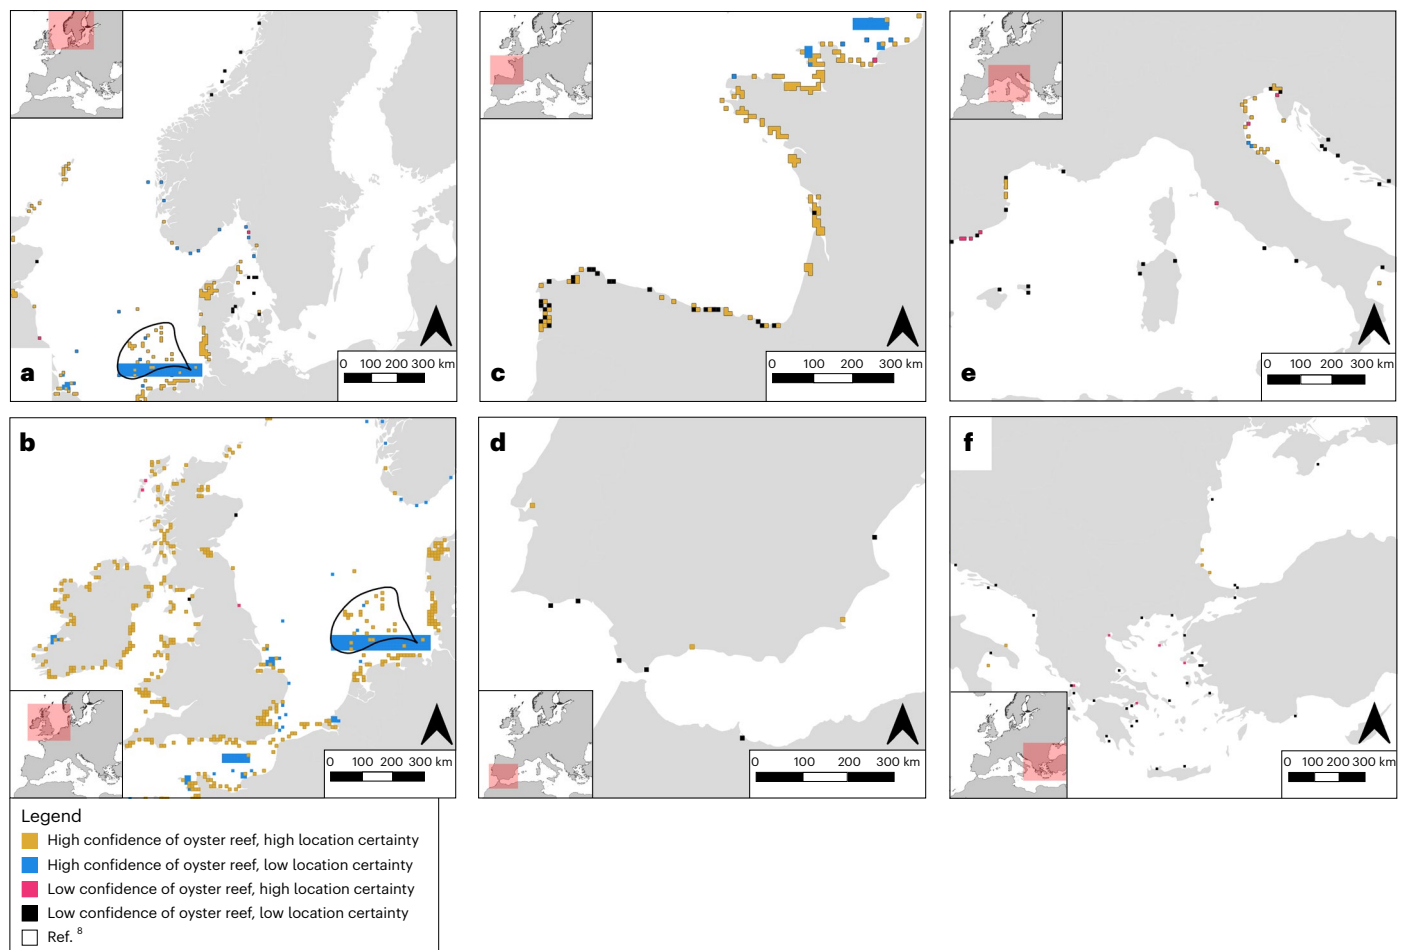 a
0 100 200 300 km
c
0 100 200 300 km
e
0 100 200 300 km
b
0 100 200 300 km
d
0 100 200 300 km
f
0 100 200 300 km
Legend
High confidence of oyster reef, high location certainty
High confidence of oyster reef, low location certainty
Low confidence of oyster reef, high location certainty
Low confidence of oyster reef, low location certainty
Ref. 8